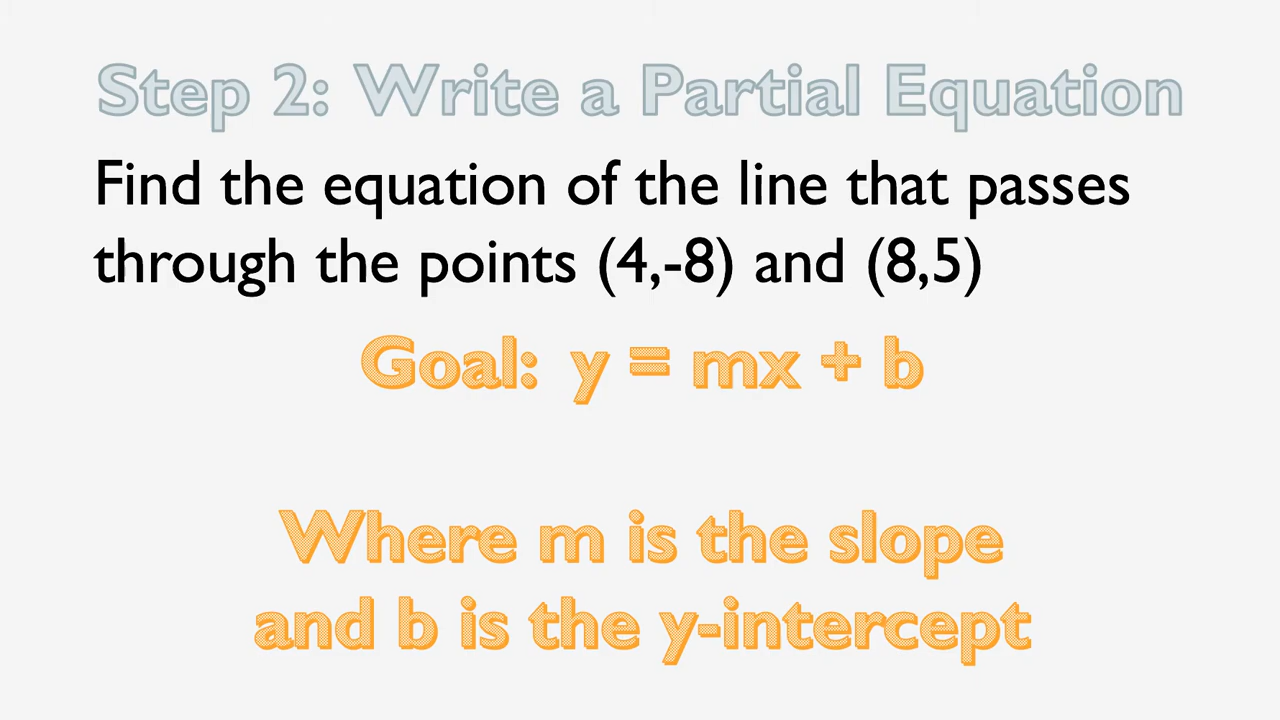 Step 2: Write a Partial Equation
Find the equation of the line that passes
through the points (4,-8) and (8,5)
Goal: y = mx + b
Where m is the slope
and b is the y-intercept